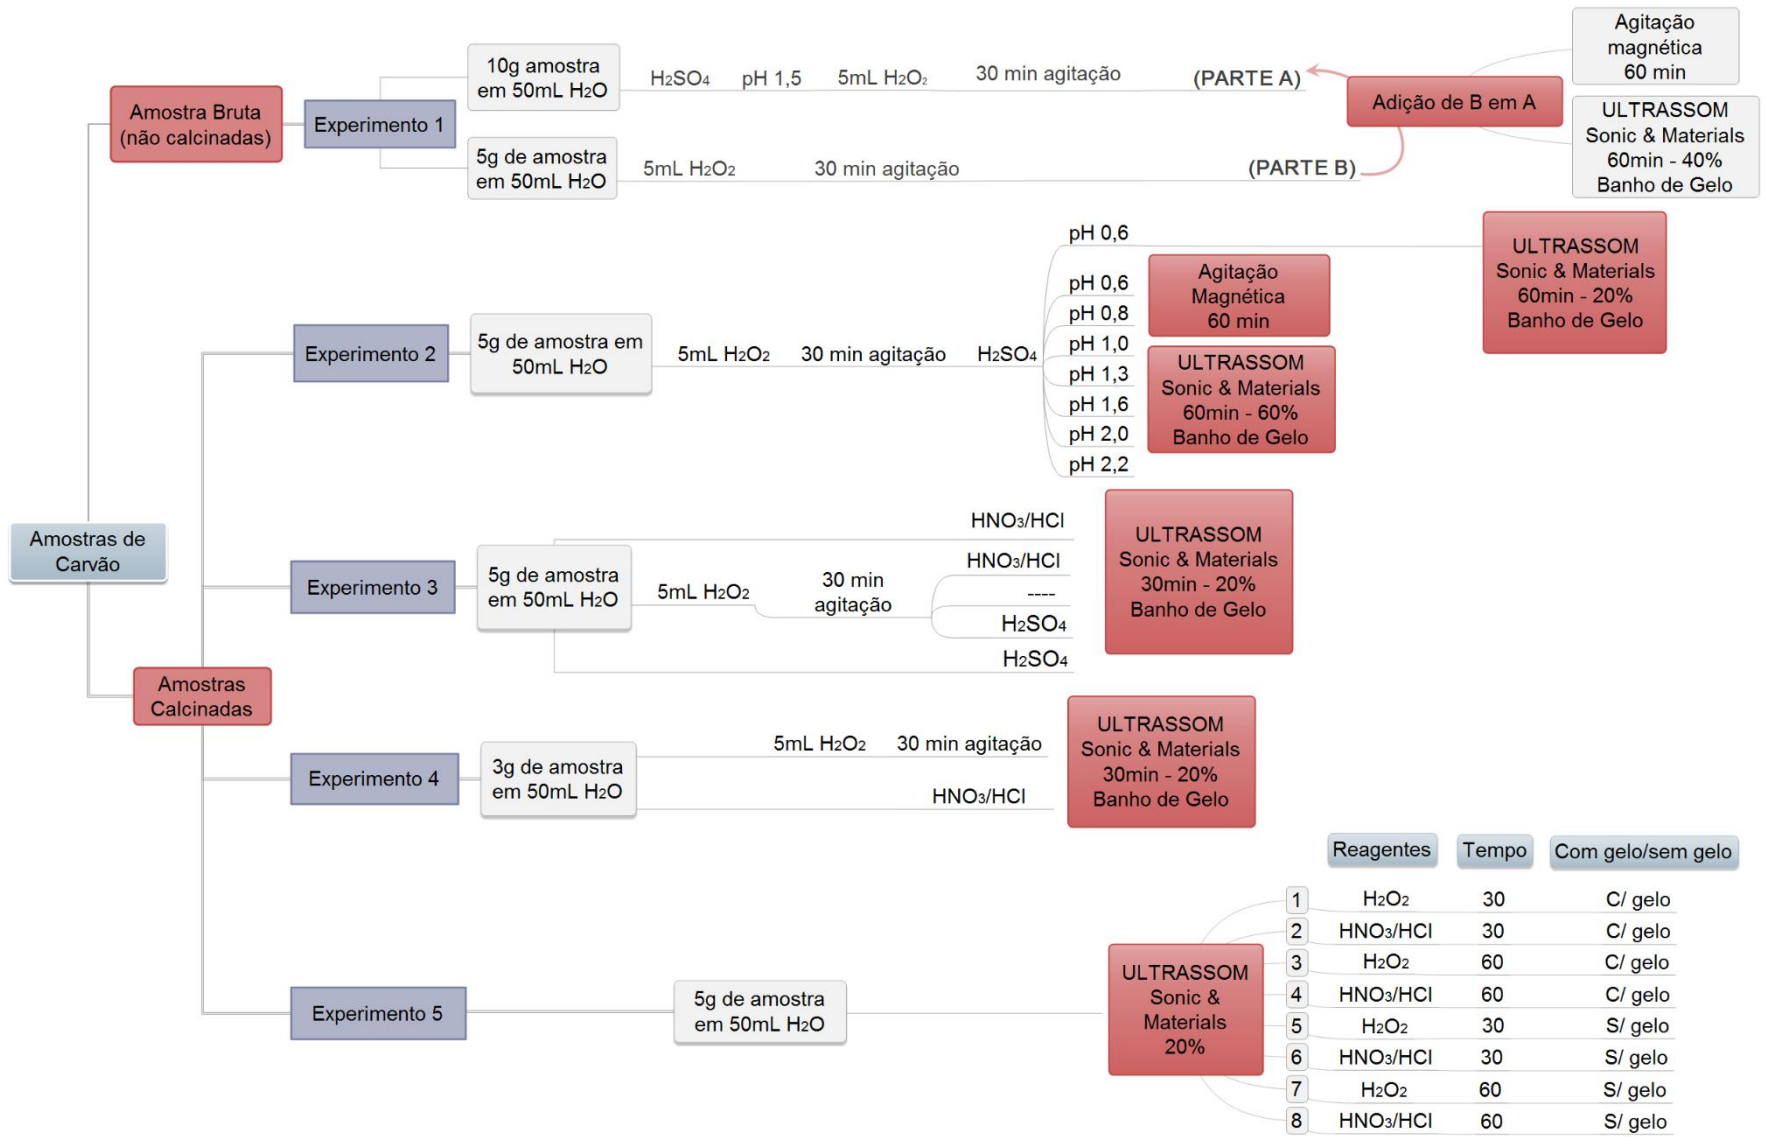 Amostras de
Carvão
Amostra Bruta
(não calcinadas)
Experimento 1
10g amostra
em 50mL H2O
H2SO4 pH 1,5 5mL H2O2 30 min agitação (PARTE A)
5g de amostra
em 50mL H2O
5mL H2O2 30 min agitação (PARTE B)
Adição de B em A
Agitação
magnética
60 min
ULTRASSOM
Sonic & Materials
60min - 40%
Banho de Gelo
Amostras
Calcinadas
Experimento 2
5g de amostra em
50mL H2O
5mL H2O2 30 min agitação H2SO4
pH 0,6
pH 0,6
pH 0,8
pH 1,0
pH 1,3
pH 1,6
pH 2,0
pH 2,2
Agitação
Magnética
60 min
ULTRASSOM
Sonic & Materials
60min - 60%
Banho de Gelo
ULTRASSOM
Sonic & Materials
60min - 20%
Banho de Gelo
Experimento 3
5g de amostra
em 50mL H2O
HNO3/HCl
5mL H2O2
30 min
agitação
HNO3/HCl
----
H2SO4
H2SO4
ULTRASSOM
Sonic & Materials
30min - 20%
Banho de Gelo
Experimento 4
3g de amostra
em 50mL H2O
5mL H2O2 30 min agitação
HNO3/HCl
ULTRASSOM
Sonic & Materials
30min - 20%
Banho de Gelo
Experimento 5
5g de amostra
em 50mL H2O
ULTRASSOM
Sonic &
Materials
20%
Reagentes Tempo Com gelo/sem gelo
1 H2O2 30 C/ gelo
2 HNO3/HCl 30 C/ gelo
3 H2O2 60 C/ gelo
4 HNO3/HCl 60 C/ gelo
5 H2O2 30 S/ gelo
6 HNO3/HCl 30 S/ gelo
7 H2O2 60 S/ gelo
8 HNO3/HCl 60 S/ gelo